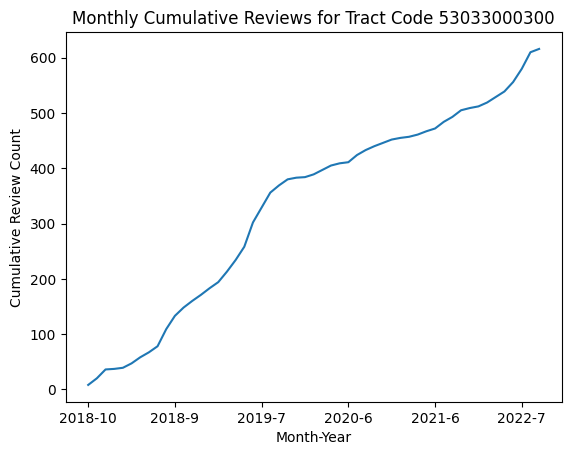 Monthly Cumulative Reviews for Tract Code 53033000300
Cumulative Review Count
600
500
400
300
200
100
0
2018-10 2018-9 2019-7 2020-6 2021-6 2022-7
Month-Year